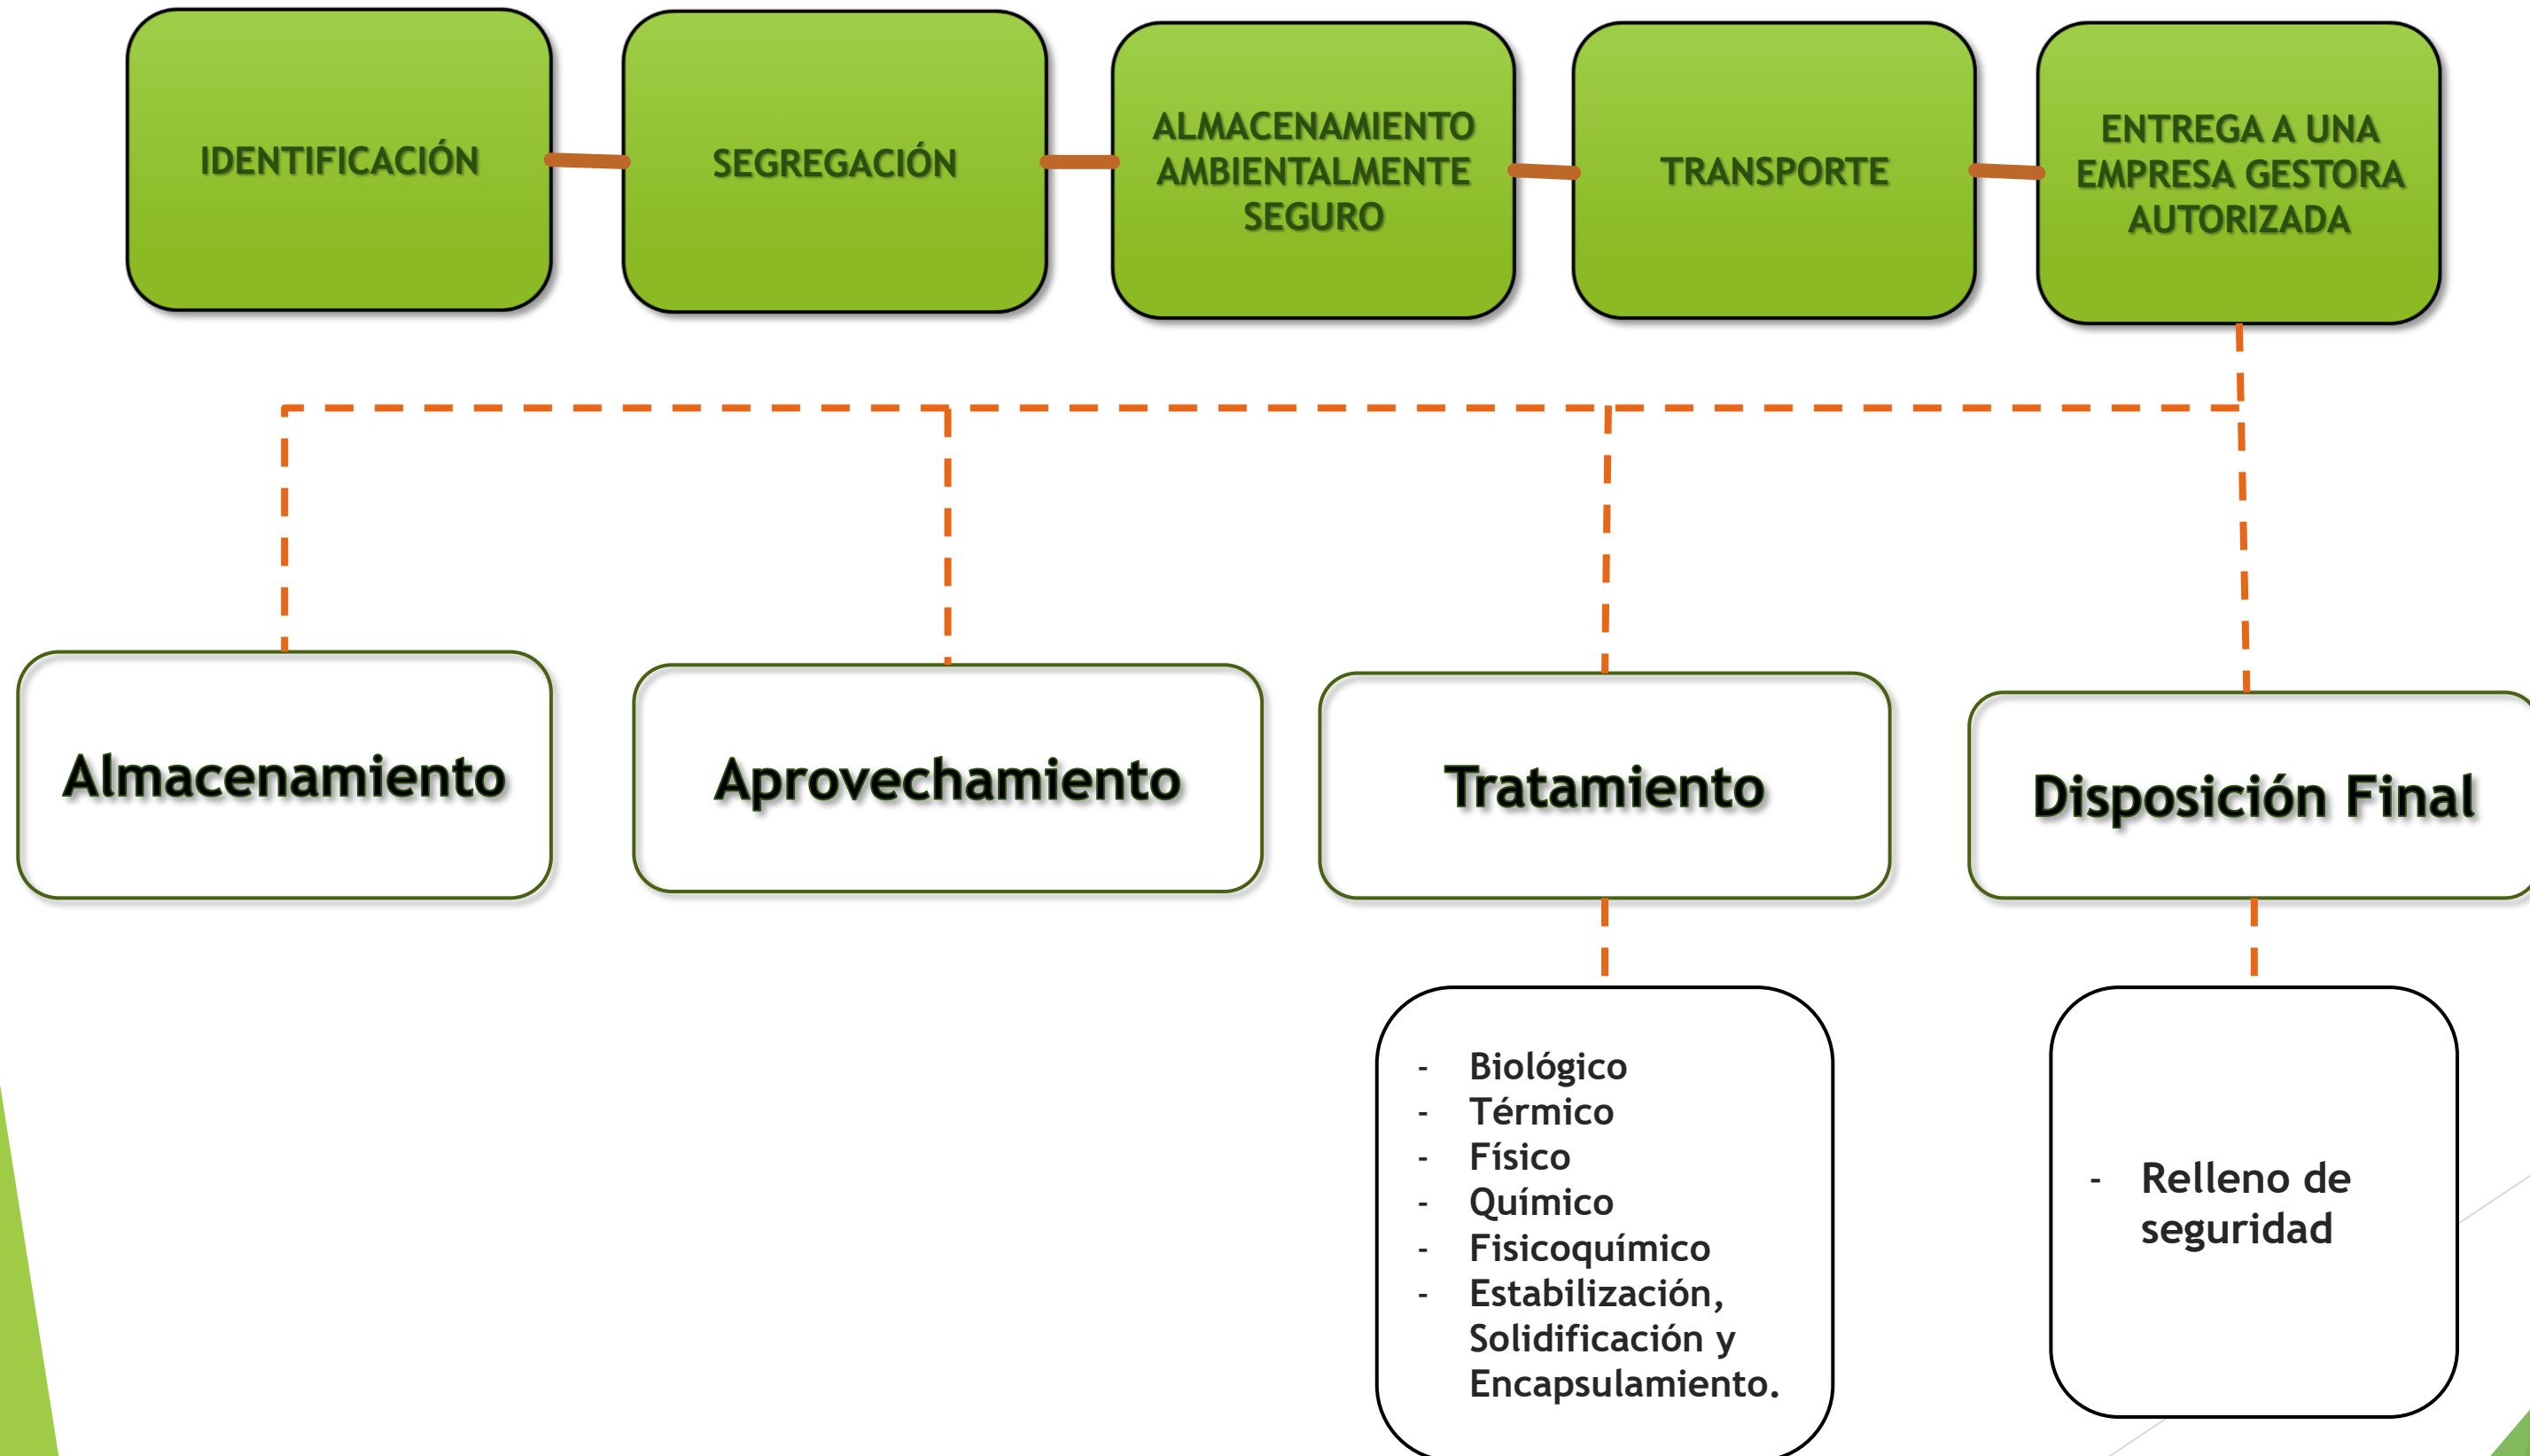 IDENTIFICACIÓN
SEGREGACIÓN
ALMACENAMIENTO
AMBIENTALMENTE
SEGURO
TRANSPORTE
ENTREGA A UNA
EMPRESA GESTORA
AUTORIZADA
Almacenamiento
Aprovechamiento
Tratamiento
Disposición Final
- Biológico
- Térmico
- Físico
- Químico
- Fisicoquímico
- Estabilización,
Solidificación y
Encapsulamiento.
- Relleno de
seguridad